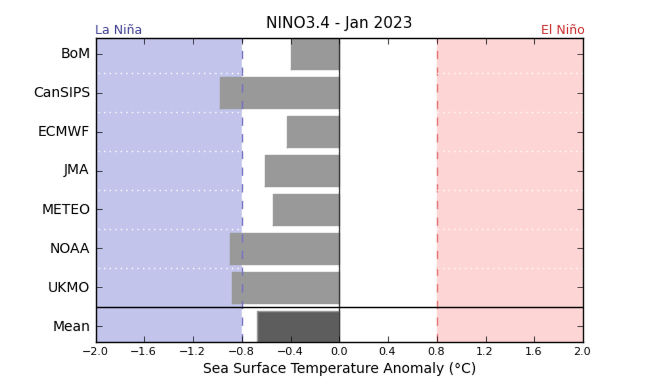 NINO3.4 - Jan 2023
La Niña
El Niño
BoM
CanSIPS
ECMWF
JMA
METEO
NOAA
UKMO
Mean
−2.0 −1.6 −1.2 −0.8 −0.4 0.0 0.4 0.8 1.2 1.6 2.0
Sea Surface Temperature Anomaly (°C)